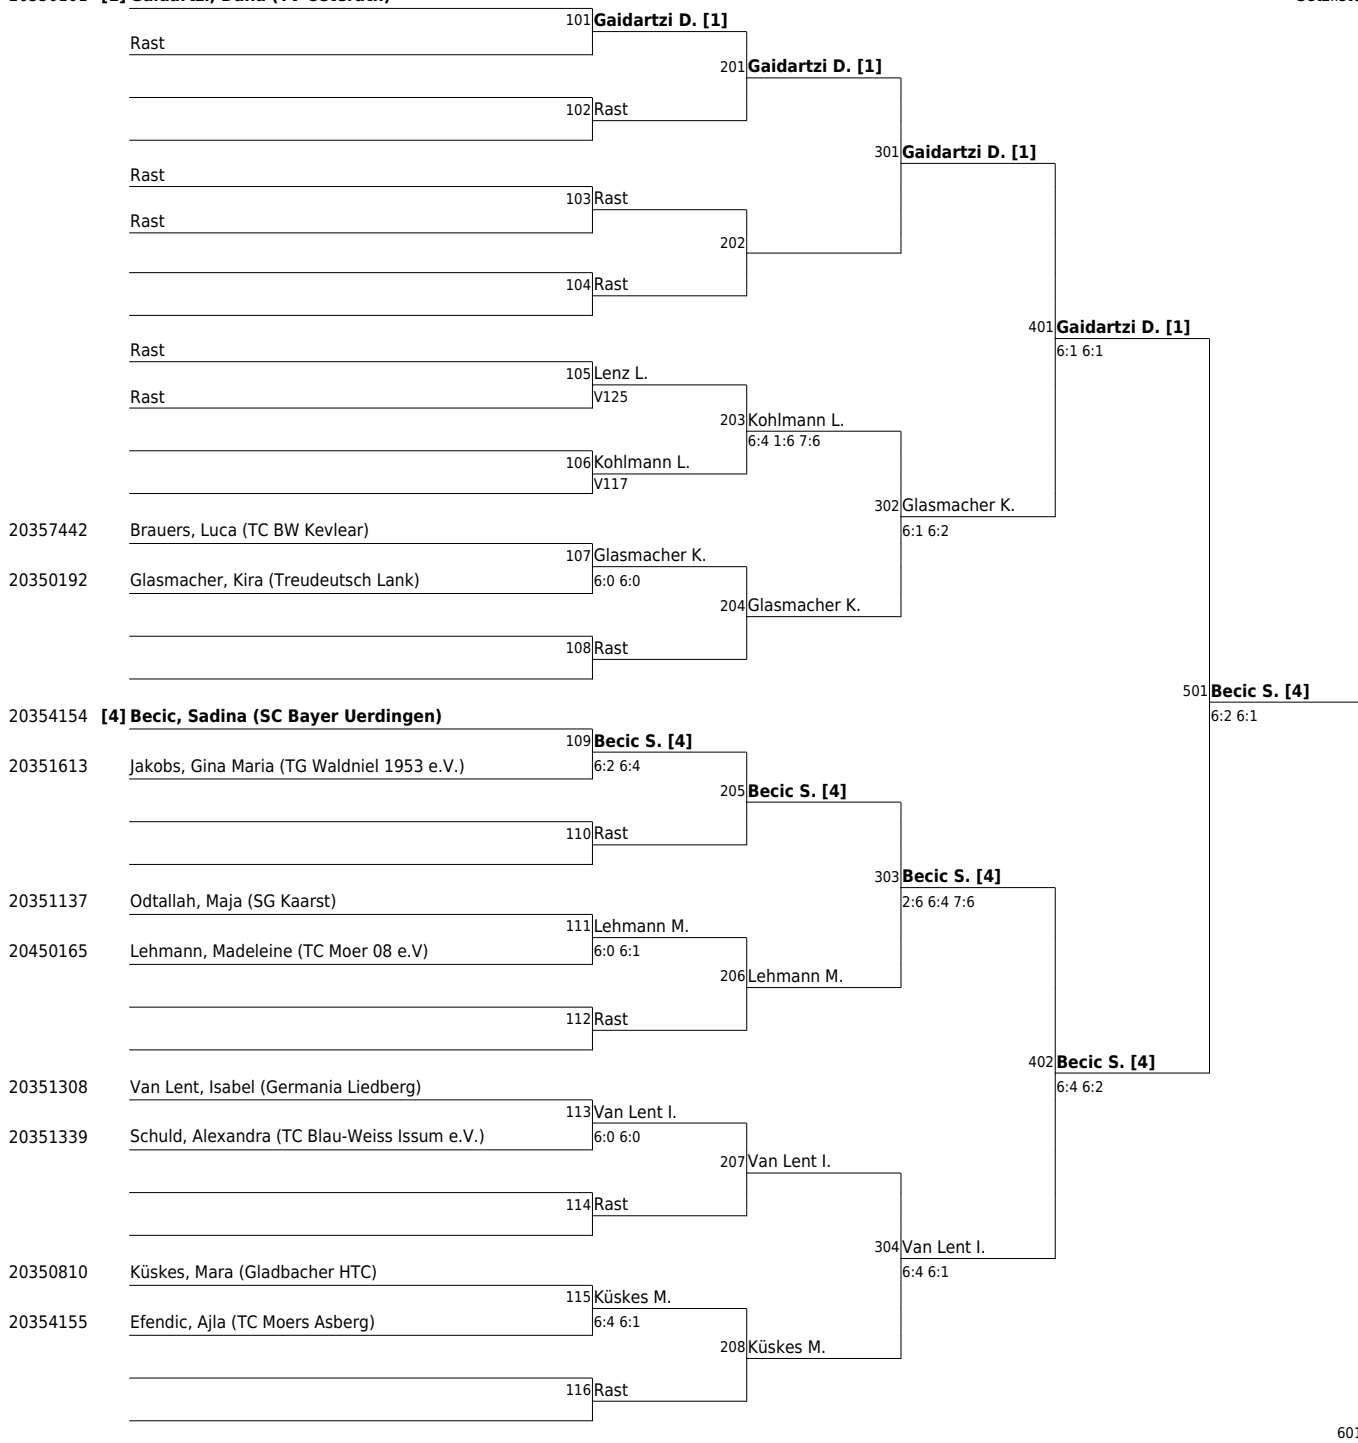 101 Gaidartzi D. [1]
Rast
201 Gaidartzi D. [1]
102 Rast
301 Gaidartzi D. [1]
Rast
103 Rast
Rast
202
104 Rast
401 Gaidartzi D. [1]
Rast
6:1 6:1
105 Lenz L.
Rast
V125
203 Kohlmann L.
6:4 1:6 7:6
106 Kohlmann L.
V117
302 Glasmacher K.
20357442 Brauers, Luca (TC BW Kevlear)
6:1 6:2
107 Glasmacher K.
20350192 Glasmacher, Kira (Treudeutsch Lank)
6:0 6:0
204 Glasmacher K.
108 Rast
501 Becic S. [4]
20354154 [4] Becic, Sadina (SC Bayer Uerdingen)
6:2 6:1
109 Becic S. [4]
20351613 Jakobs, Gina Maria (TG Waldniel 1953 e.V.)
6:2 6:4
205 Becic S. [4]
110 Rast
303 Becic S. [4]
20351137 Odtallah, Maja (SG Kaarst)
2:6 6:4 7:6
111 Lehmann M.
20450165 Lehmann, Madeleine (TC Moer 08 e.V)
6:0 6:1
206 Lehmann M.
112 Rast
402 Becic S. [4]
20351308 Van Lent, Isabel (Germania Liedberg)
6:4 6:2
113 Van Lent I.
20351339 Schuld, Alexandra (TC Blau-Weiss Issum e.V.)
6:0 6:0
207 Van Lent I.
114 Rast
304 Van Lent I.
20350810 Küskes, Mara (Gladbacher HTC)
6:4 6:1
115 Küskes M.
20354155 Efendic, Ajla (TC Moers Asberg)
6:4 6:1
208 Küskes M.
116 Rast
601